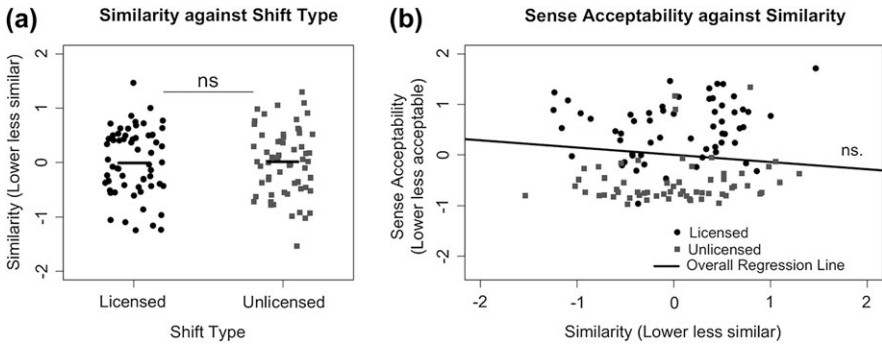 (a)
Similarity against Shift Type
Similarity (Lower less similar)
2
1
0
-1
-2
ns
Licensed
Unlicensed
Shift Type
(b)
Sense Acceptability against Similarity
Sense Acceptability
(Lower less acceptable)
2
1
0
-1
-2
ns.
Licensed
Unlicensed
Overall Regression Line
-2
-1
0
1
2
Similarity (Lower less similar)